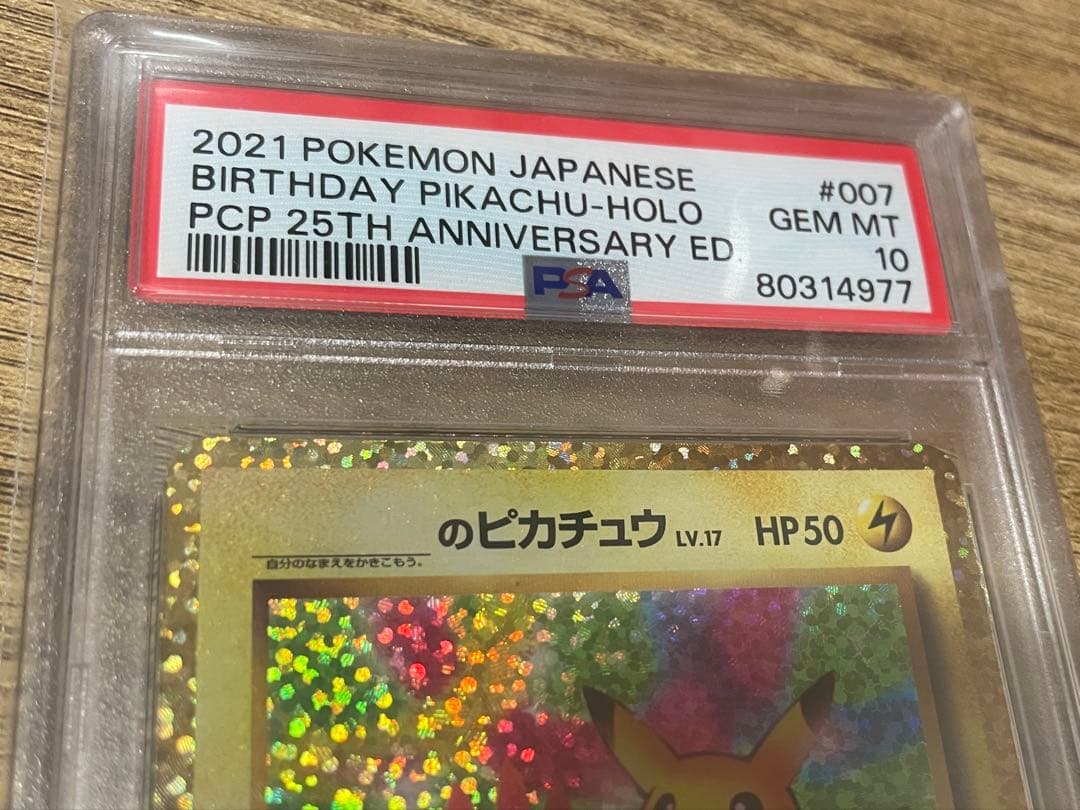 2021 POKEMON JAPANESE #007
BIRTHDAY PIKACHU-HOLO GEM MT
PCP 25TH ANNIVERSARY ED. 10
PSA 80314977
のピカチュウ LV.17 HP50
自分のなまえをかきこもう。